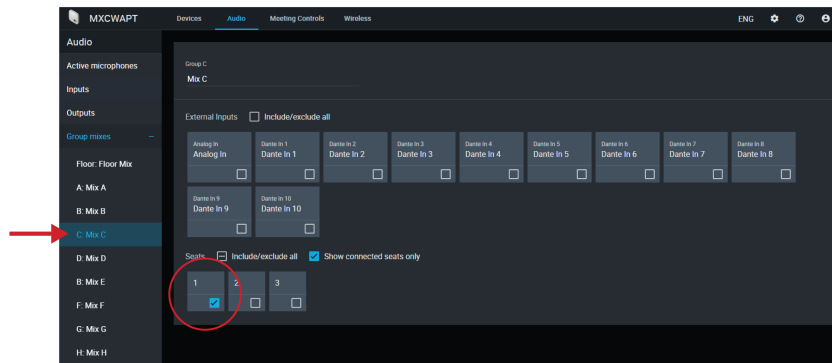 MXCWAPT
Devices
Audio
Meeting Controls
Wireless
ENG
Audio
Active microphones
Inputs
Outputs
Group mixes
Floor: Floor Mix
A: Mix A
B: Mix B
C: Mix C
D: Mix D
B: Mix E
F: Mix F
G: Mix G
H: Mix H
Group C
Mix C
External Inputs
Include/exclude all
Analog In
Analog In
Dante In 1
Dante In 1
Dante In 2
Dante In 2
Dante In 3
Dante In 3
Dante In 4
Dante In 4
Dante In 5
Dante In 5
Dante In 6
Dante In 6
Dante In 7
Dante In 7
Dante In 8
Dante In 8
Dante In 9
Dante In 9
Dante In 10
Dante In 10
Seats
Include/exclude all
Show connected seats only
1
2
3